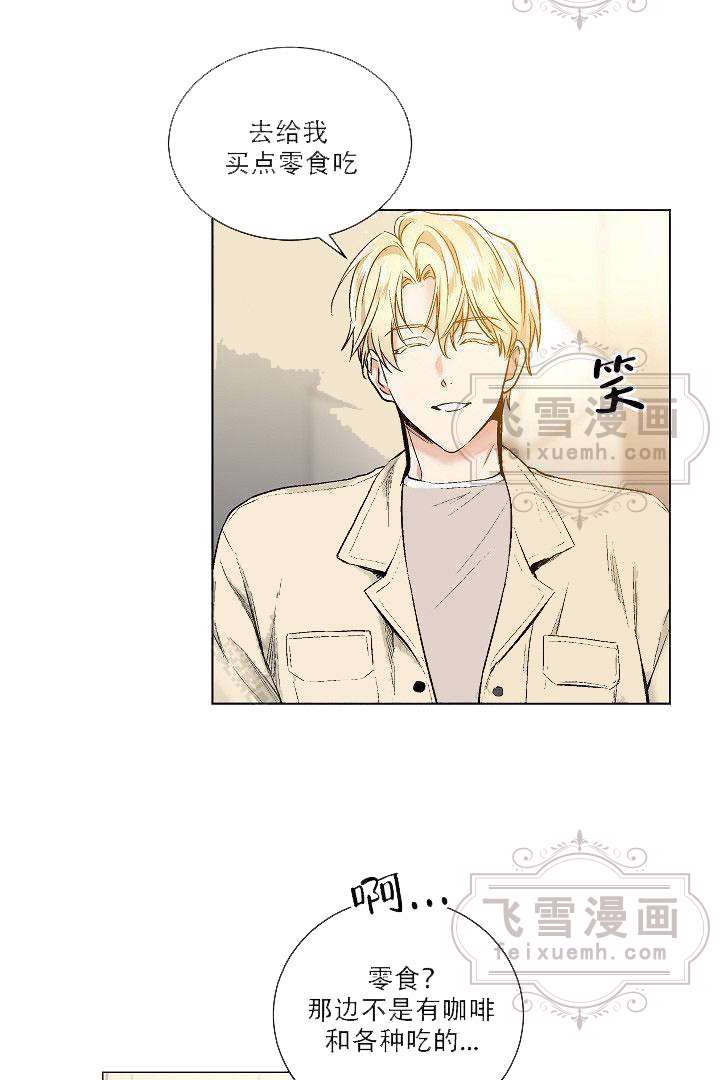 去给我
买点零食吃
笑
飞雪漫画
feixuemh.com
啊...
飞雪漫画
feixuemh.com
零食?
那边不是有咖啡
和各种吃的...